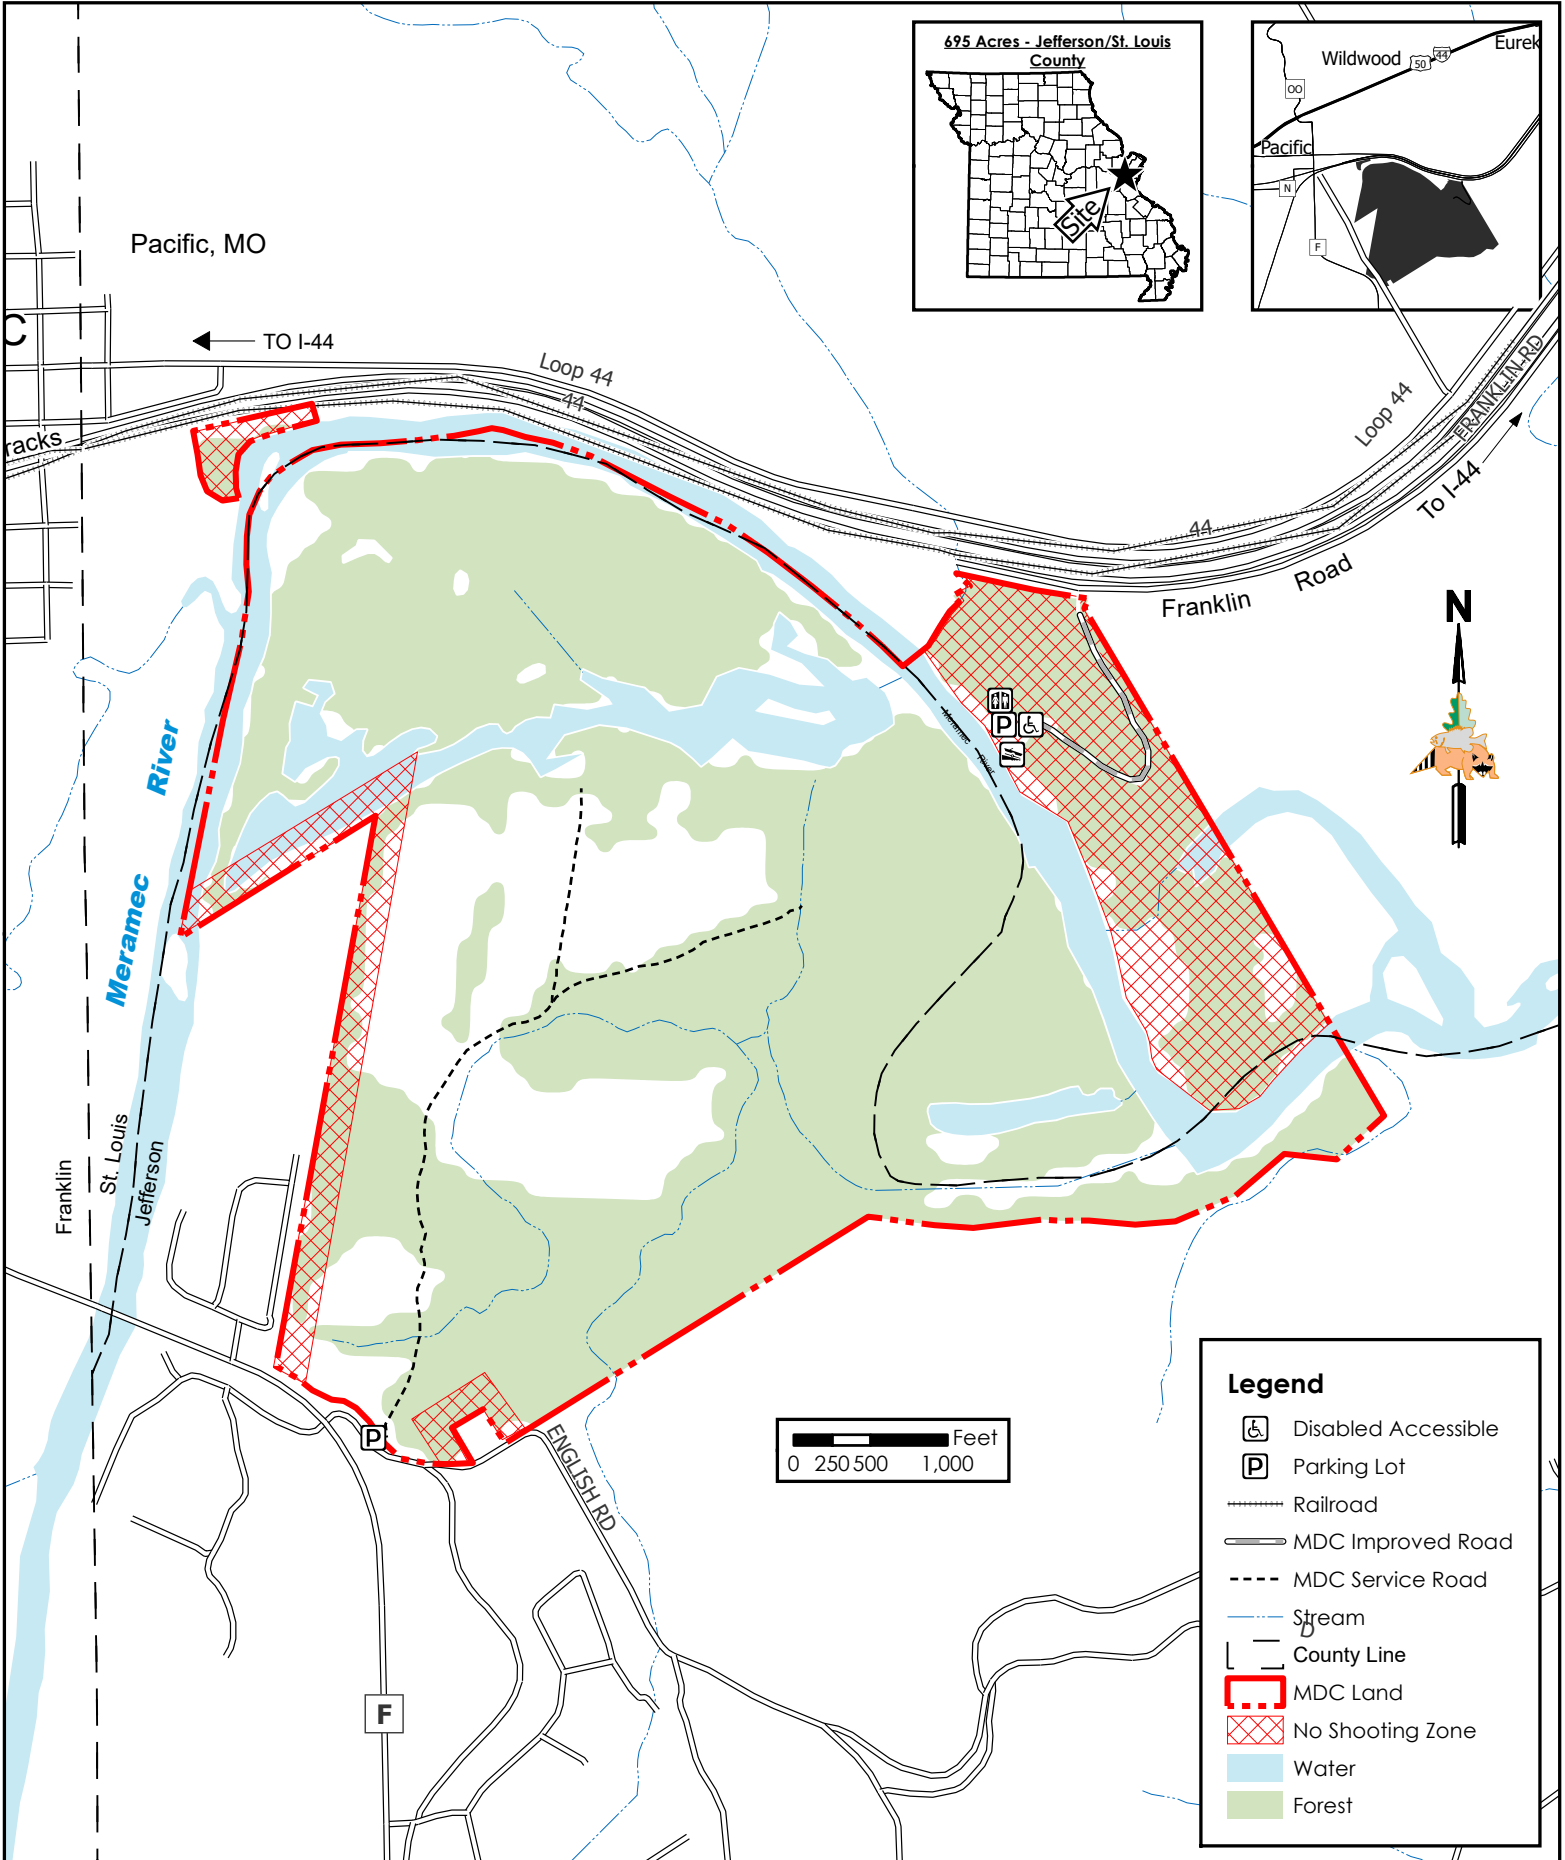 695 Acres - Jefferson/St. Louis
County
Site
Wildwood
50
44
Eurek
OO
Pacific
N
F
Pacific, MO
C
TO I-44
racks
Loop 44
44
Loop 44
FRANKLIN RD
To I-44
44
Franklin Road
N
P
Meramec River
Meramec River
Franklin
St. Louis
Jefferson
P
ENGLISH RD
F
Feet
0 250 500 1,000
Legend
Disabled Accessible
P Parking Lot
Railroad
MDC Improved Road
MDC Service Road
Stream
D
County Line
MDC Land
No Shooting Zone
Water
Forest